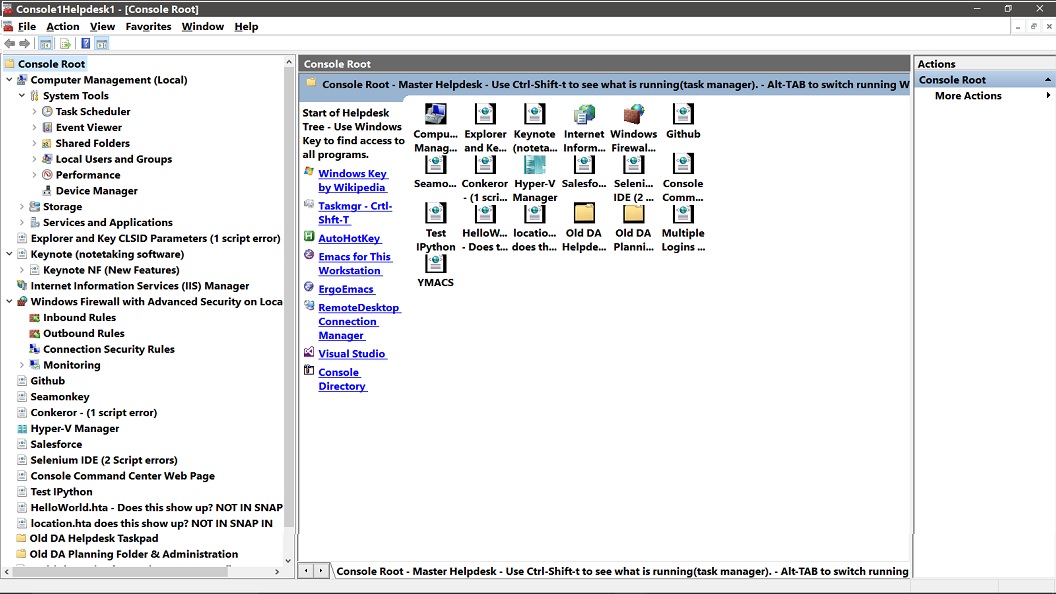 Console1Helpdesk1 - [Console Root]
File Action View Favorites Window Help
Console Root
Computer Management (Local)
System Tools
Task Scheduler
Event Viewer
Shared Folders
Local Users and Groups
Performance
Device Manager
Storage
Services and Applications
Explorer and Key CLSID Parameters (1 script error)
Keynote (notetaking software)
Keynote NF (New Features)
Internet Information Services (IIS) Manager
Windows Firewall with Advanced Security on Loca
Inbound Rules
Outbound Rules
Connection Security Rules
Monitoring
Github
Seamonkey
Conkeror - (1 script error)
Hyper-V Manager
Salesforce
Selenium IDE (2 Script errors)
Console Command Center Web Page
Test IPython
HelloWorld.hta - Does this show up? NOT IN SNAP
location.hta does this show up? NOT IN SNAP IN
Old DA Helpdesk Taskpad
Old DA Planning Folder & Administration
Console Root
Console Root - Master Helpdesk - Use Ctrl-Shift-t to see what is running(task manager). - Alt-TAB to switch running W
Start of Helpdesk
Tree - Use Windows
Key to find access to
all programs.
Windows Key
by Wikipedia
Taskmgr - Crtl-
Shft-T
AutoHotKey
Emacs for This
Workstation
ErgoEmacs
RemoteDesktop
Connection
Manager
Visual Studio
Console
Directory
Compu... Explorer Keynote Internet Windows Github
Manag... and Ke... (noteta... Inform... Firewal...
Seamo... Conkeror Hyper-V Salesfo... Seleni... Console
- (1 scri... Manager IDE (2 ... Comm...
Test HelloW... locatio... Old DA Old DA Multiple
IPython - Does t... does th... Helpde... Planni... Logins ...
YMACS
Console Root - Master Helpdesk - Use Ctrl-Shift-t to see what is running(task manager). - Alt-TAB to switch running
Actions
Console Root
More Actions